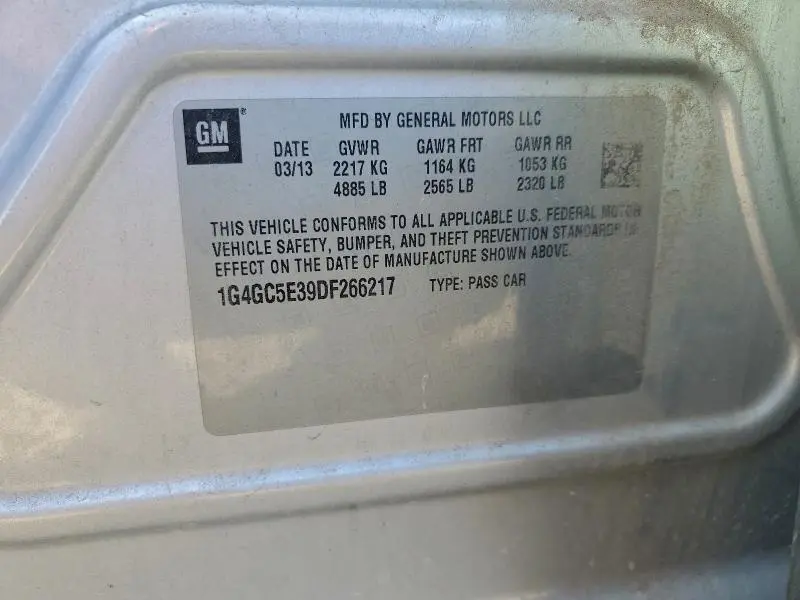 GM®
MFD BY GENERAL MOTORS LLC
DATE GVWR GAWR FRT GAWR RR
03/13 2217 KG 1164 KG 1053 KG
4885 LB 2565 LB 2320 LB
THIS VEHICLE CONFORMS TO ALL APPLICABLE U.S. FEDERAL MOTOR
VEHICLE SAFETY, BUMPER, AND THEFT PREVENTION STANDARDS IN
EFFECT ON THE DATE OF MANUFACTURE SHOWN ABOVE.
1G4GC5E39DF266217 TYPE: PASS CAR